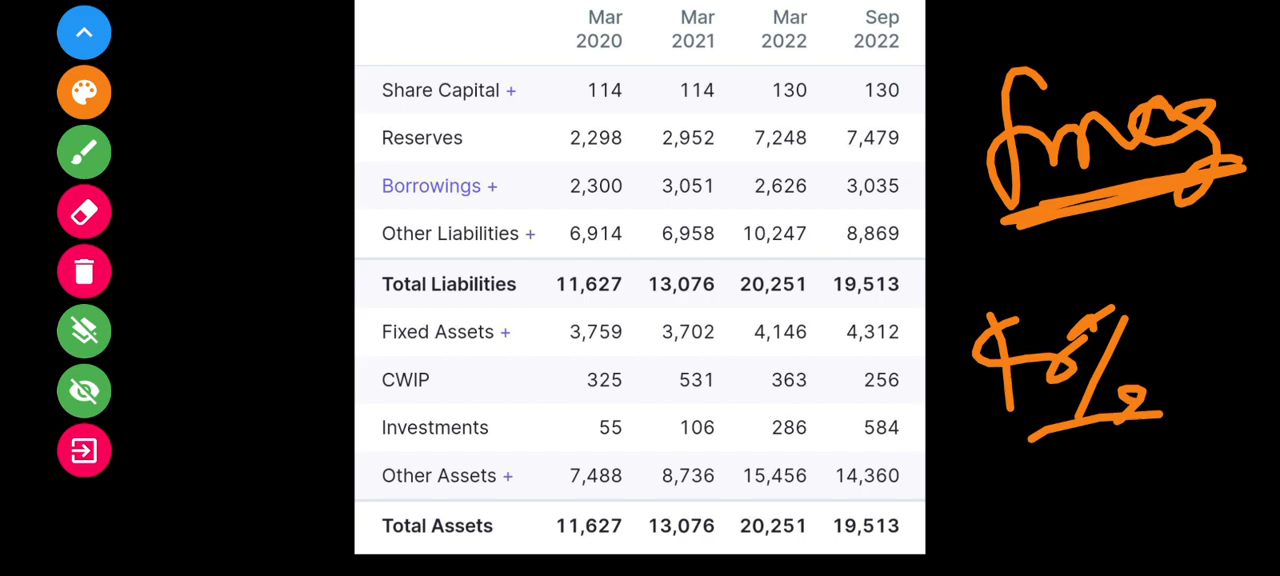 Mar Mar Mar Sep
2020 2021 2022 2022
Share Capital + 114 114 130 130
Reserves 2,298 2,952 7,248 7,479
Borrowings + 2,300 3,051 2,626 3,035
Other Liabilities + 6,914 6,958 10,247 8,869
Total Liabilities 11,627 13,076 20,251 19,513
Fixed Assets + 3,759 3,702 4,146 4,312
CWIP 325 531 363 256
Investments 55 106 286 584
Other Assets + 7,488 8,736 15,456 14,360
Total Assets 11,627 13,076 20,251 19,513